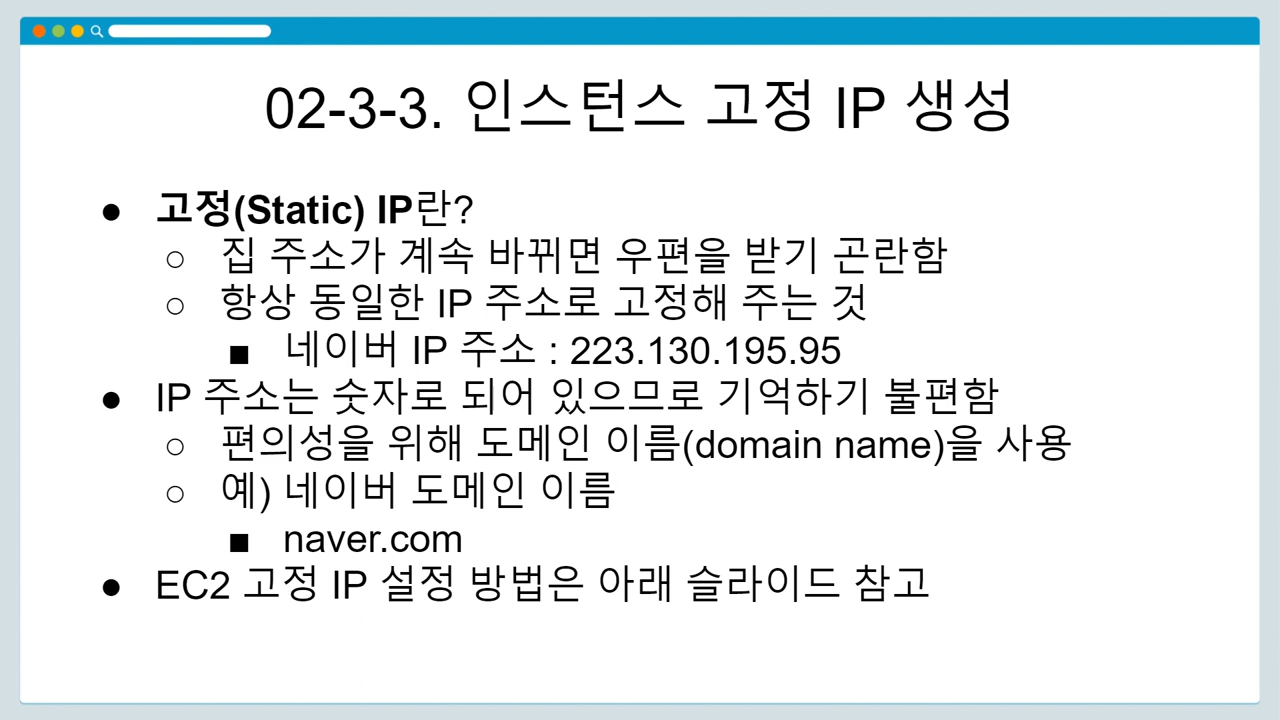 02-3-3. 인스턴스 고정 IP 생성
● 고정(Static) IP란?
○ 집 주소가 계속 바뀌면 우편을 받기 곤란함
○ 항상 동일한 IP 주소로 고정해 주는 것
■ 네이버 IP 주소 : 223.130.195.95
● IP 주소는 숫자로 되어 있으므로 기억하기 불편함
○ 편의성을 위해 도메인 이름(domain name)을 사용
○ 예) 네이버 도메인 이름
■ naver.com
● EC2 고정 IP 설정 방법은 아래 슬라이드 참고